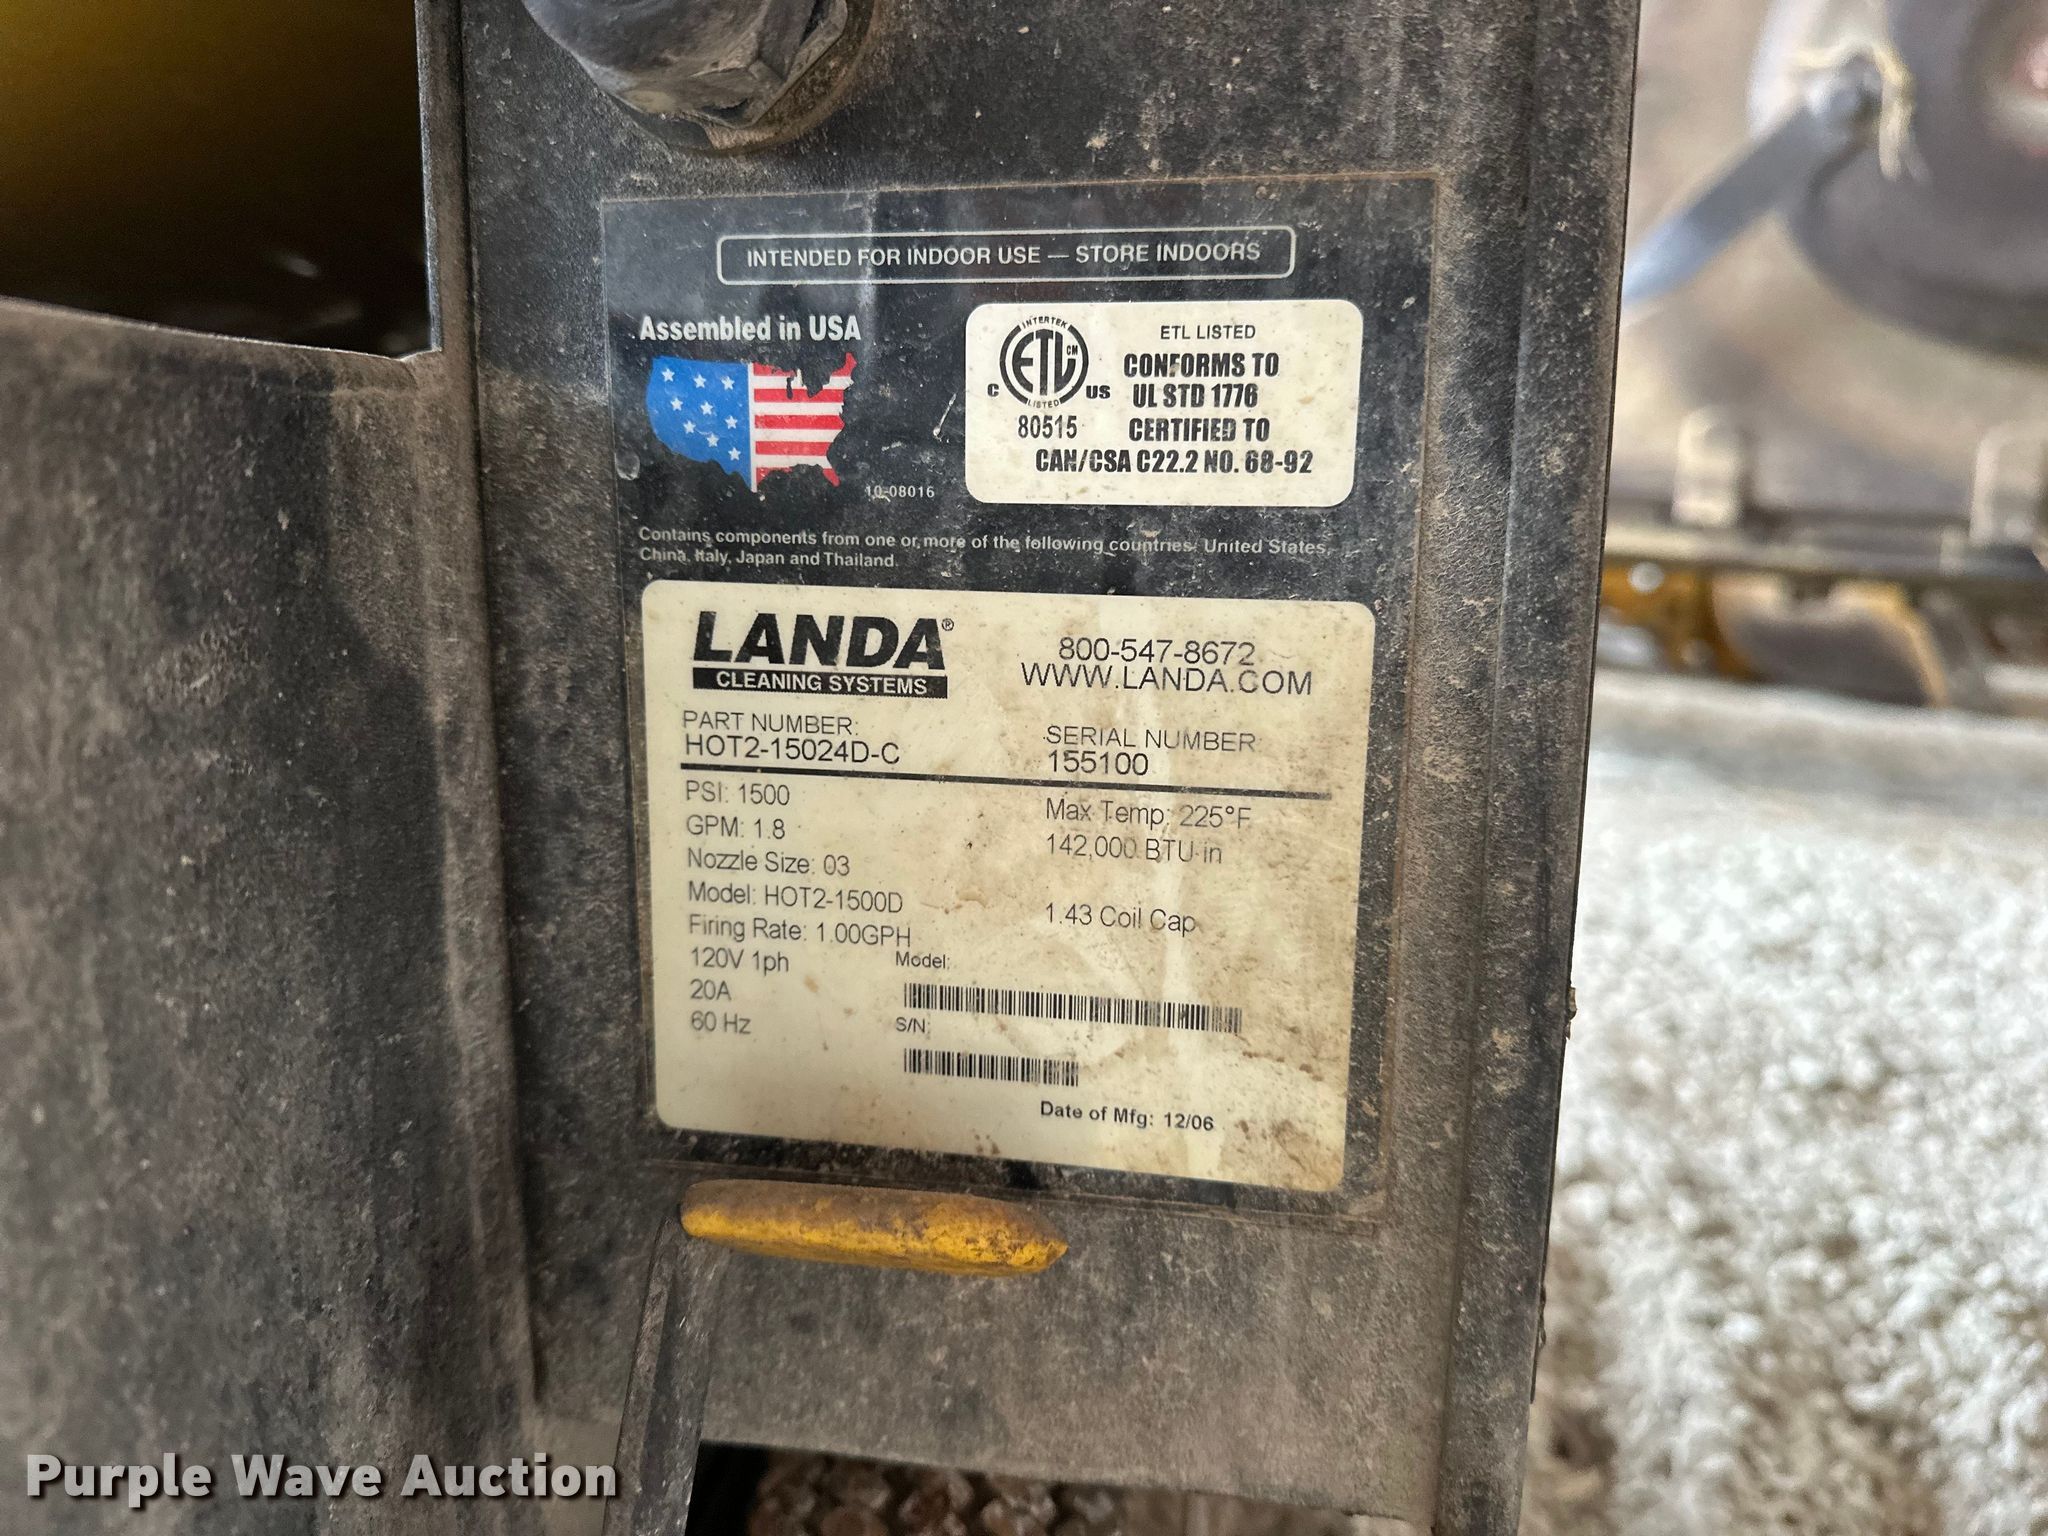 INTENDED FOR INDOOR USE — STORE INDOORS
Assembled in USA
10-08016
INTERTEK
ETL CM
LISTED
C US
80515
ETL LISTED
CONFORMS TO
UL STD 1776
CERTIFIED TO
CAN/CSA C22.2 NO. 68-92
Contains components from one or more of the following countries: United States,
China, Italy, Japan and Thailand.
LANDA®
CLEANING SYSTEMS
800-547-8672
WWW.LANDA.COM
PART NUMBER:
HOT2-15024D-C
SERIAL NUMBER:
155100
PSI: 1500
GPM: 1.8
Nozzle Size: 03
Model: HOT2-1500D
Firing Rate: 1.00GPH
120V 1ph
20A
60 Hz
Max Temp: 225°F
142,000 BTU in
1.43 Coil Cap
Model:
S/N:
Date of Mfg: 12/06
Purple Wave Auction